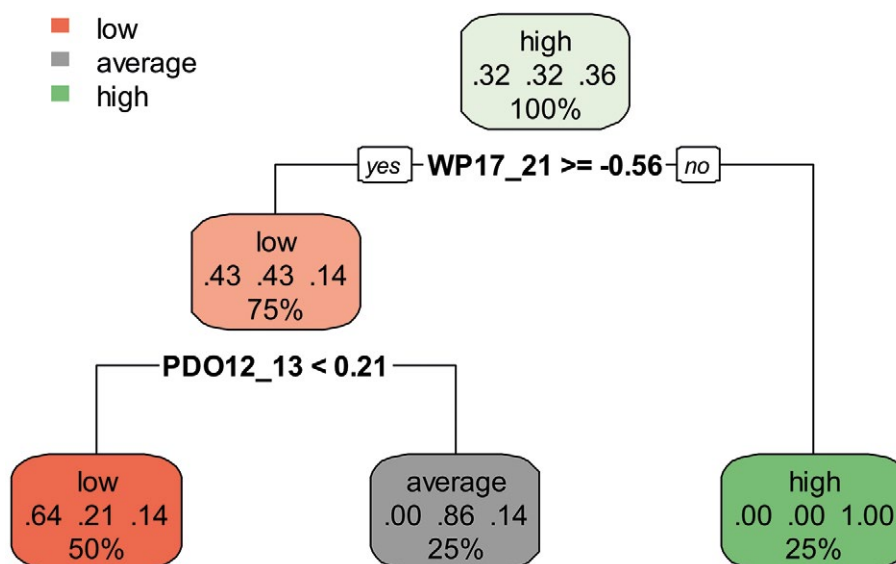 low
average
high
high
.32 .32 .36
100%
yes WP17_21 >= -0.56 no
low
.43 .43 .14
75%
PDO12_13 < 0.21
low
.64 .21 .14
50%
average
.00 .86 .14
25%
high
.00 .00 1.00
25%